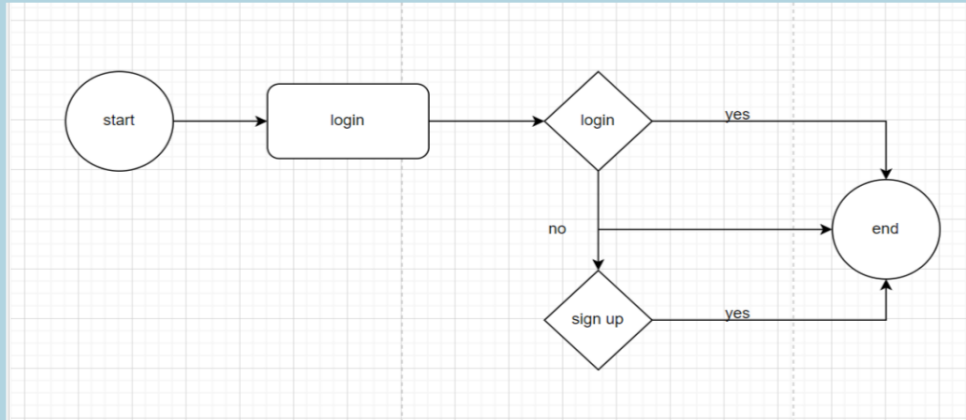 start
login
login
yes
no
end
sign up
yes